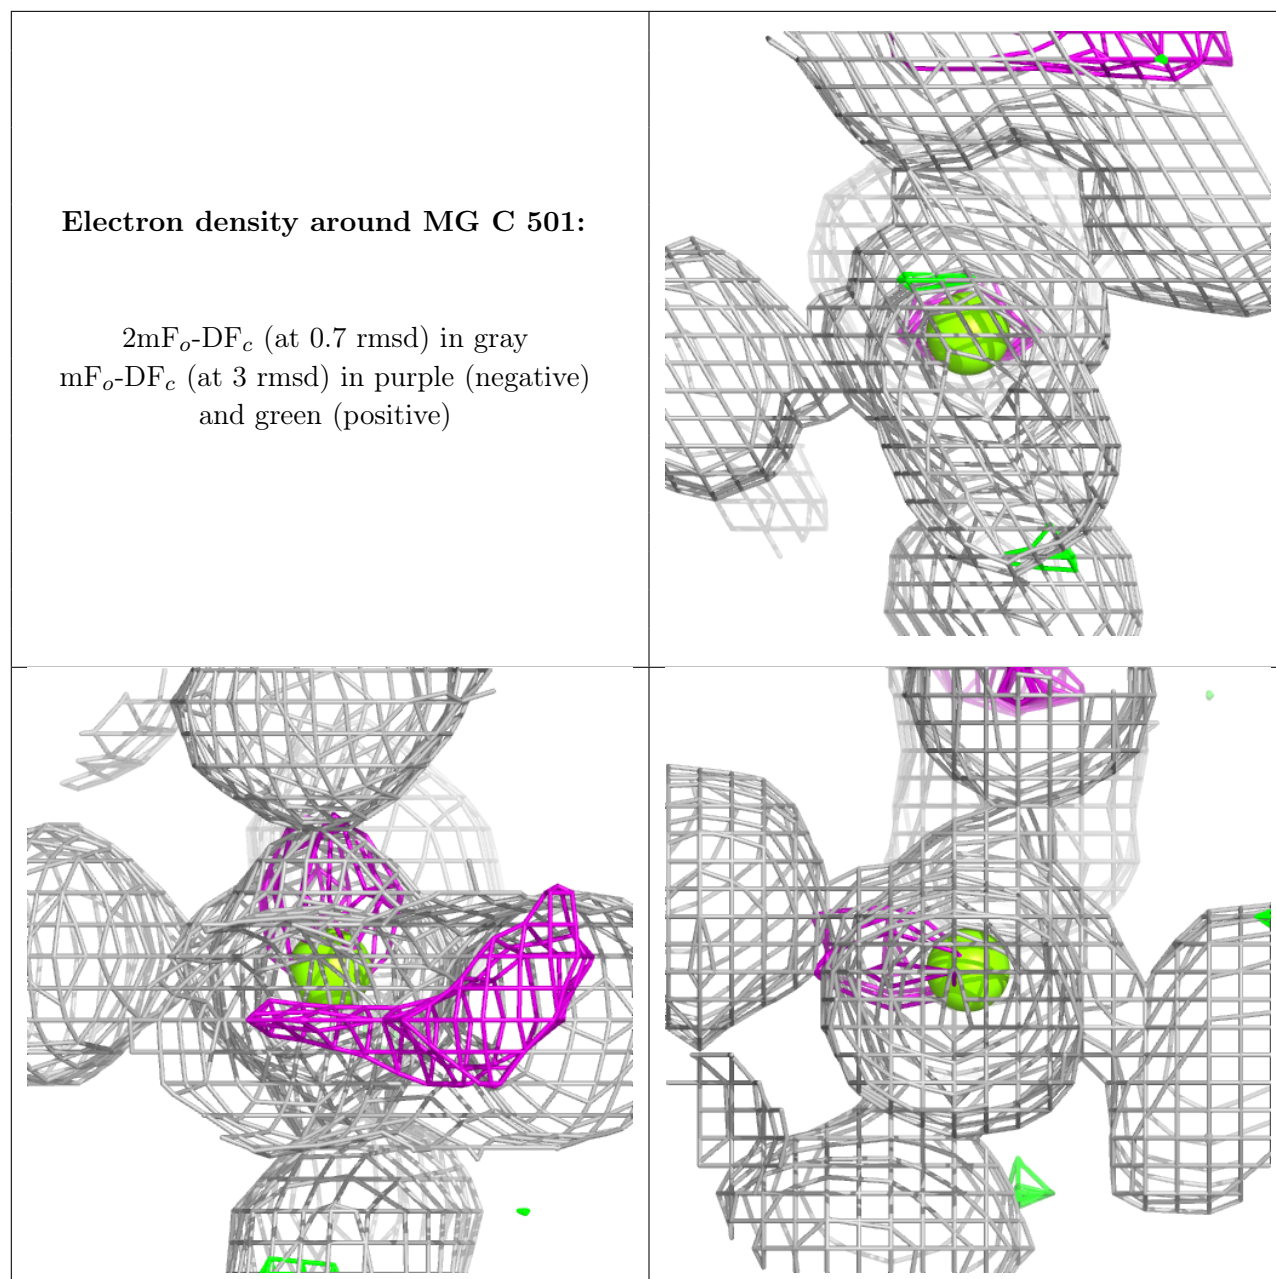 Electron density around MG C 501:
2mFₒ-DF𝑐 (at 0.7 rmsd) in gray
mFₒ-DF𝑐 (at 3 rmsd) in purple (negative)
and green (positive)